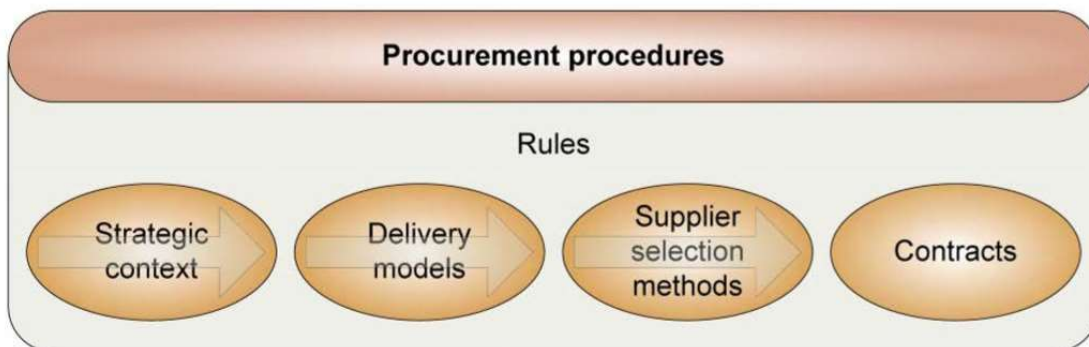 Procurement procedures
Rules
Strategic
context
Delivery
models
Supplier
selection
methods
Contracts